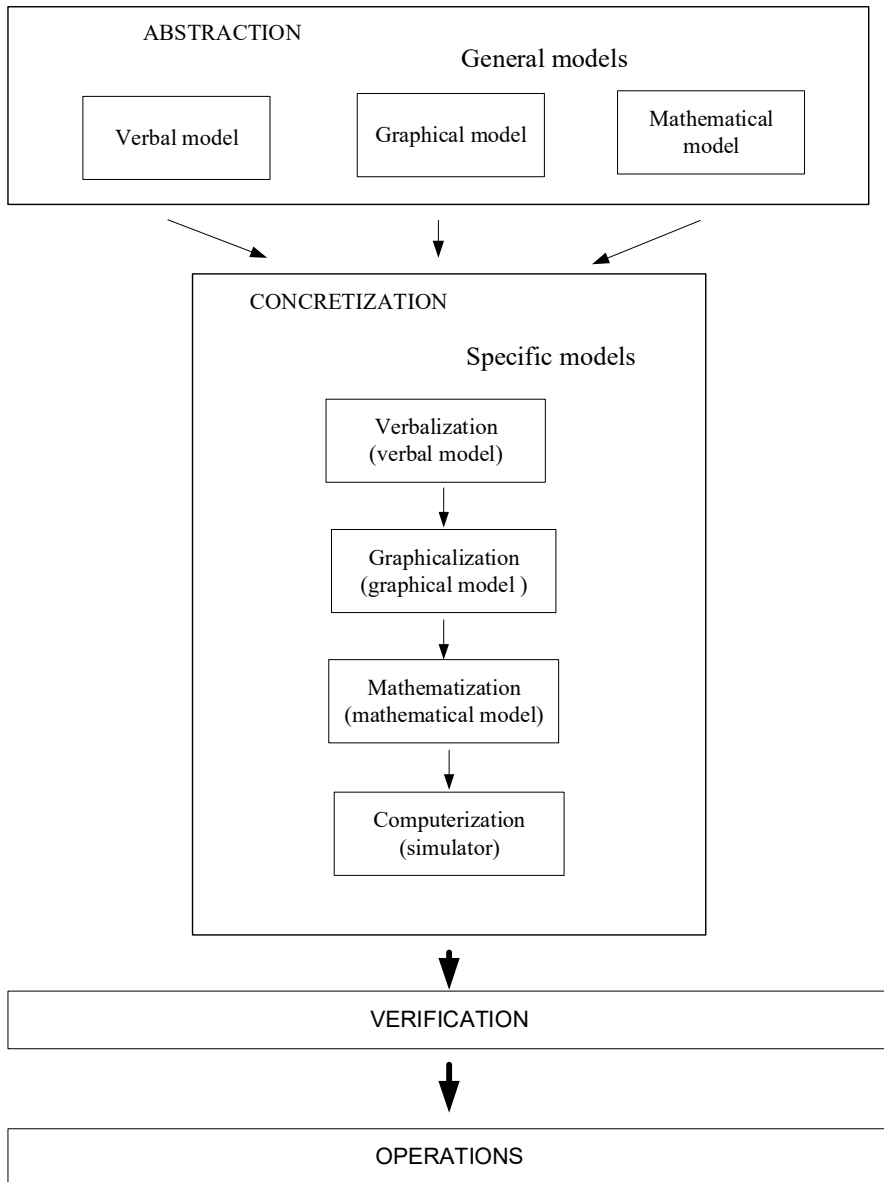 ABSTRACTION
General models
Verbal model
Graphical model
Mathematical
model
CONCRETIZATION
Specific models
Verbalization
(verbal model)
Graphicalization
(graphical model )
Mathematization
(mathematical model)
Computerization
(simulator)
VERIFICATION
OPERATIONS